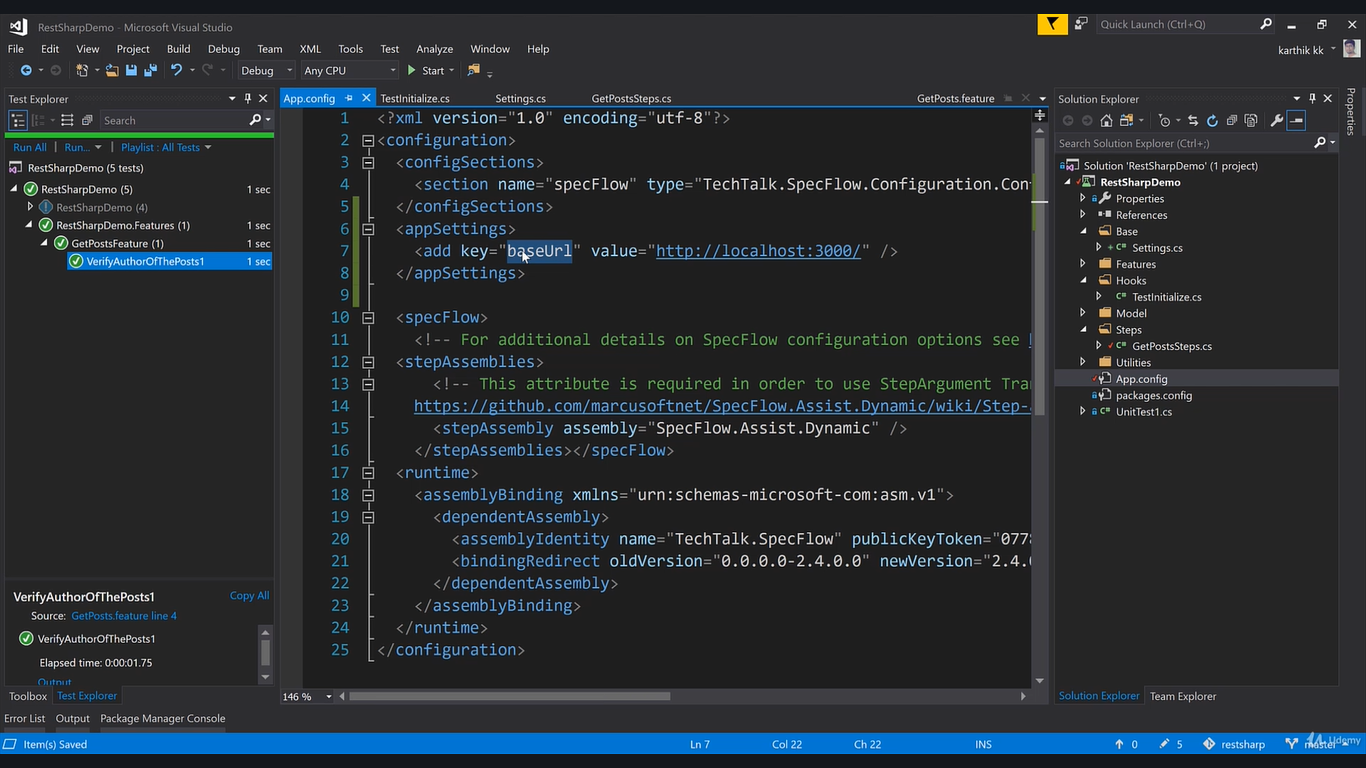 RestSharpDemo - Microsoft Visual Studio
Quick Launch (Ctrl+Q)
File Edit View Project Build Debug Team XML Tools Test Analyze Window Help
karthik kk
Debug Any CPU Start
Test Explorer
Search
Run All Run... Playlist : All Tests
RestSharpDemo (5 tests)
RestSharpDemo (5) 1 sec
RestSharpDemo (4)
RestSharpDemo.Features (1) 1 sec
GetPostsFeature (1) 1 sec
VerifyAuthorOfThePosts1 1 sec
VerifyAuthorOfThePosts1 Copy All
Source: GetPosts.feature line 4
VerifyAuthorOfThePosts1
Elapsed time: 0:00:01.75
Output
Toolbox Test Explorer
App.config TestInitialize.cs Settings.cs GetPostsSteps.cs GetPosts.feature
1 <?xml version="1.0" encoding="utf-8"?>
2 <configuration>
3 <configSections>
4 <section name="specFlow" type="TechTalk.SpecFlow.Configuration.Con
5 </configSections>
6 <appSettings>
7 <add key="baseUrl" value="http://localhost:3000/" />
8 </appSettings>
9
10 <specFlow>
11 <!-- For additional details on SpecFlow configuration options see
12 <stepAssemblies>
13 <!-- This attribute is required in order to use StepArgument Tra
14 https://github.com/marcusoftnet/SpecFlow.Assist.Dynamic/wiki/Step-
15 <stepAssembly assembly="SpecFlow.Assist.Dynamic" />
16 </stepAssemblies></specFlow>
17 <runtime>
18 <assemblyBinding xmlns="urn:schemas-microsoft-com:asm.v1">
19 <dependentAssembly>
20 <assemblyIdentity name="TechTalk.SpecFlow" publicKeyToken="0778
21 <bindingRedirect oldVersion="0.0.0.0-2.4.0.0" newVersion="2.4.0
22 </dependentAssembly>
23 </assemblyBinding>
24 </runtime>
25 </configuration>
146 %
Solution Explorer
Search Solution Explorer (Ctrl+;)
Solution 'RestSharpDemo' (1 project)
RestSharpDemo
Properties
References
Base
Settings.cs
Features
Hooks
TestInitialize.cs
Model
Steps
GetPostsSteps.cs
Utilities
App.config
packages.config
UnitTest1.cs
Solution Explorer Team Explorer
Properties
Error List Output Package Manager Console
Item(s) Saved Ln 7 Col 22 Ch 22 INS 0 5 restsharp master
Udemy